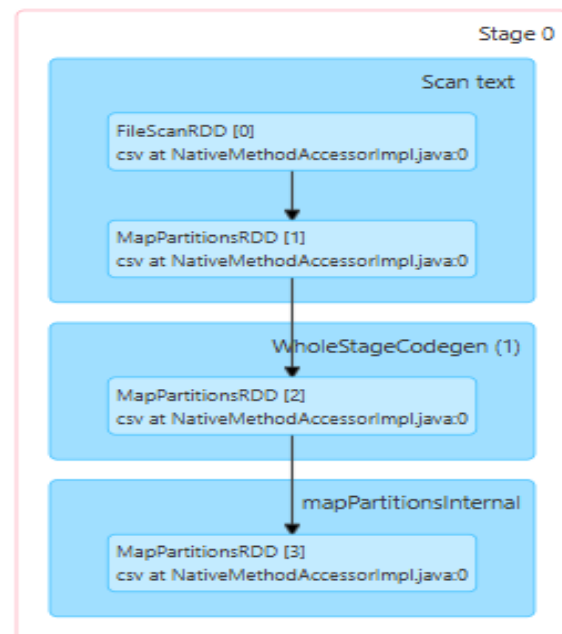 Stage 0
Scan text
FileScanRDD [0]
csv at NativeMethodAccessorImpl.java:0
MapPartitionsRDD [1]
csv at NativeMethodAccessorImpl.java:0
WholeStageCodegen (1)
MapPartitionsRDD [2]
csv at NativeMethodAccessorImpl.java:0
mapPartitionsInternal
MapPartitionsRDD [3]
csv at NativeMethodAccessorImpl.java:0